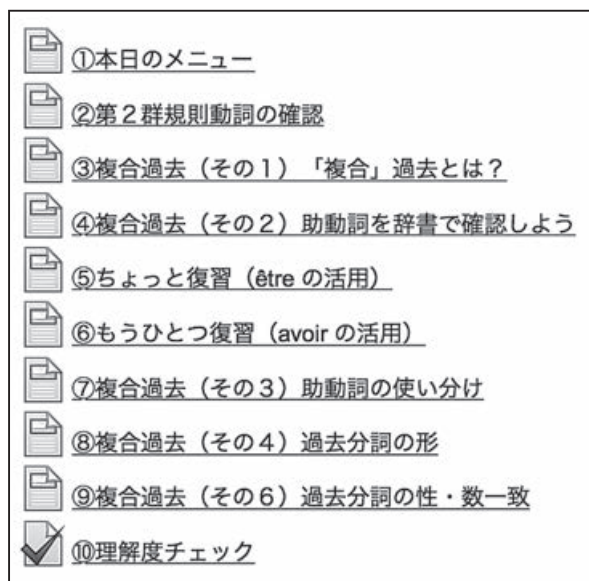 ①本日のメニュー
②第2群規則動詞の確認
③複合過去（その1）「複合」過去とは？
④複合過去（その2）助動詞を辞書で確認しよう
⑤ちょっと復習（être の活用）
⑥もうひとつ復習（avoir の活用）
⑦複合過去（その3）助動詞の使い分け
⑧複合過去（その4）過去分詞の形
⑨複合過去（その6）過去分詞の性・数一致
⑩理解度チェック